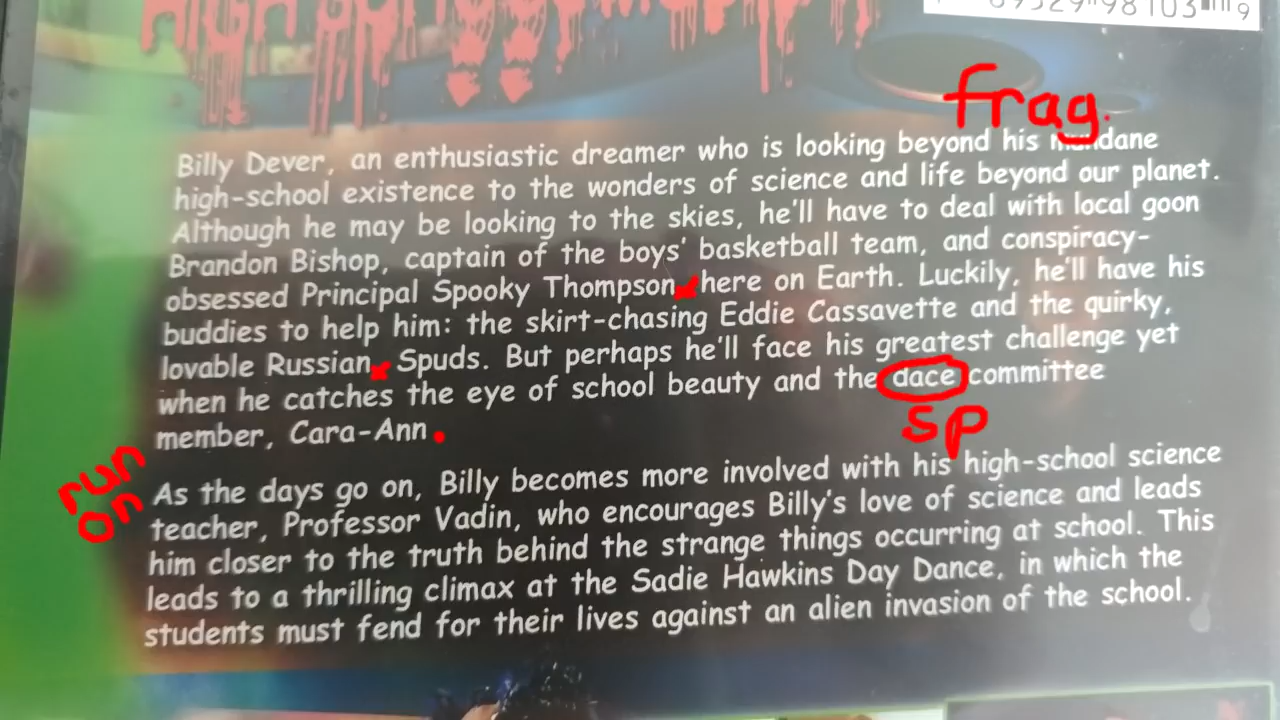 89529 98103 9
frag.
Billy Dever, an enthusiastic dreamer who is looking beyond his mundane
high-school existence to the wonders of science and life beyond our planet.
Although he may be looking to the skies, he'll have to deal with local goon
Brandon Bishop, captain of the boys' basketball team, and conspiracy-
obsessed Principal Spooky Thompson here on Earth. Luckily, he'll have his
buddies to help him: the skirt-chasing Eddie Cassavette and the quirky,
lovable Russian, Spuds. But perhaps he'll face his greatest challenge yet
when he catches the eye of school beauty and the dace committee
member, Cara-Ann.
sp
run
on
As the days go on, Billy becomes more involved with his high-school science
teacher, Professor Vadin, who encourages Billy's love of science and leads
him closer to the truth behind the strange things occurring at school. This
leads to a thrilling climax at the Sadie Hawkins Day Dance, in which the
students must fend for their lives against an alien invasion of the school.